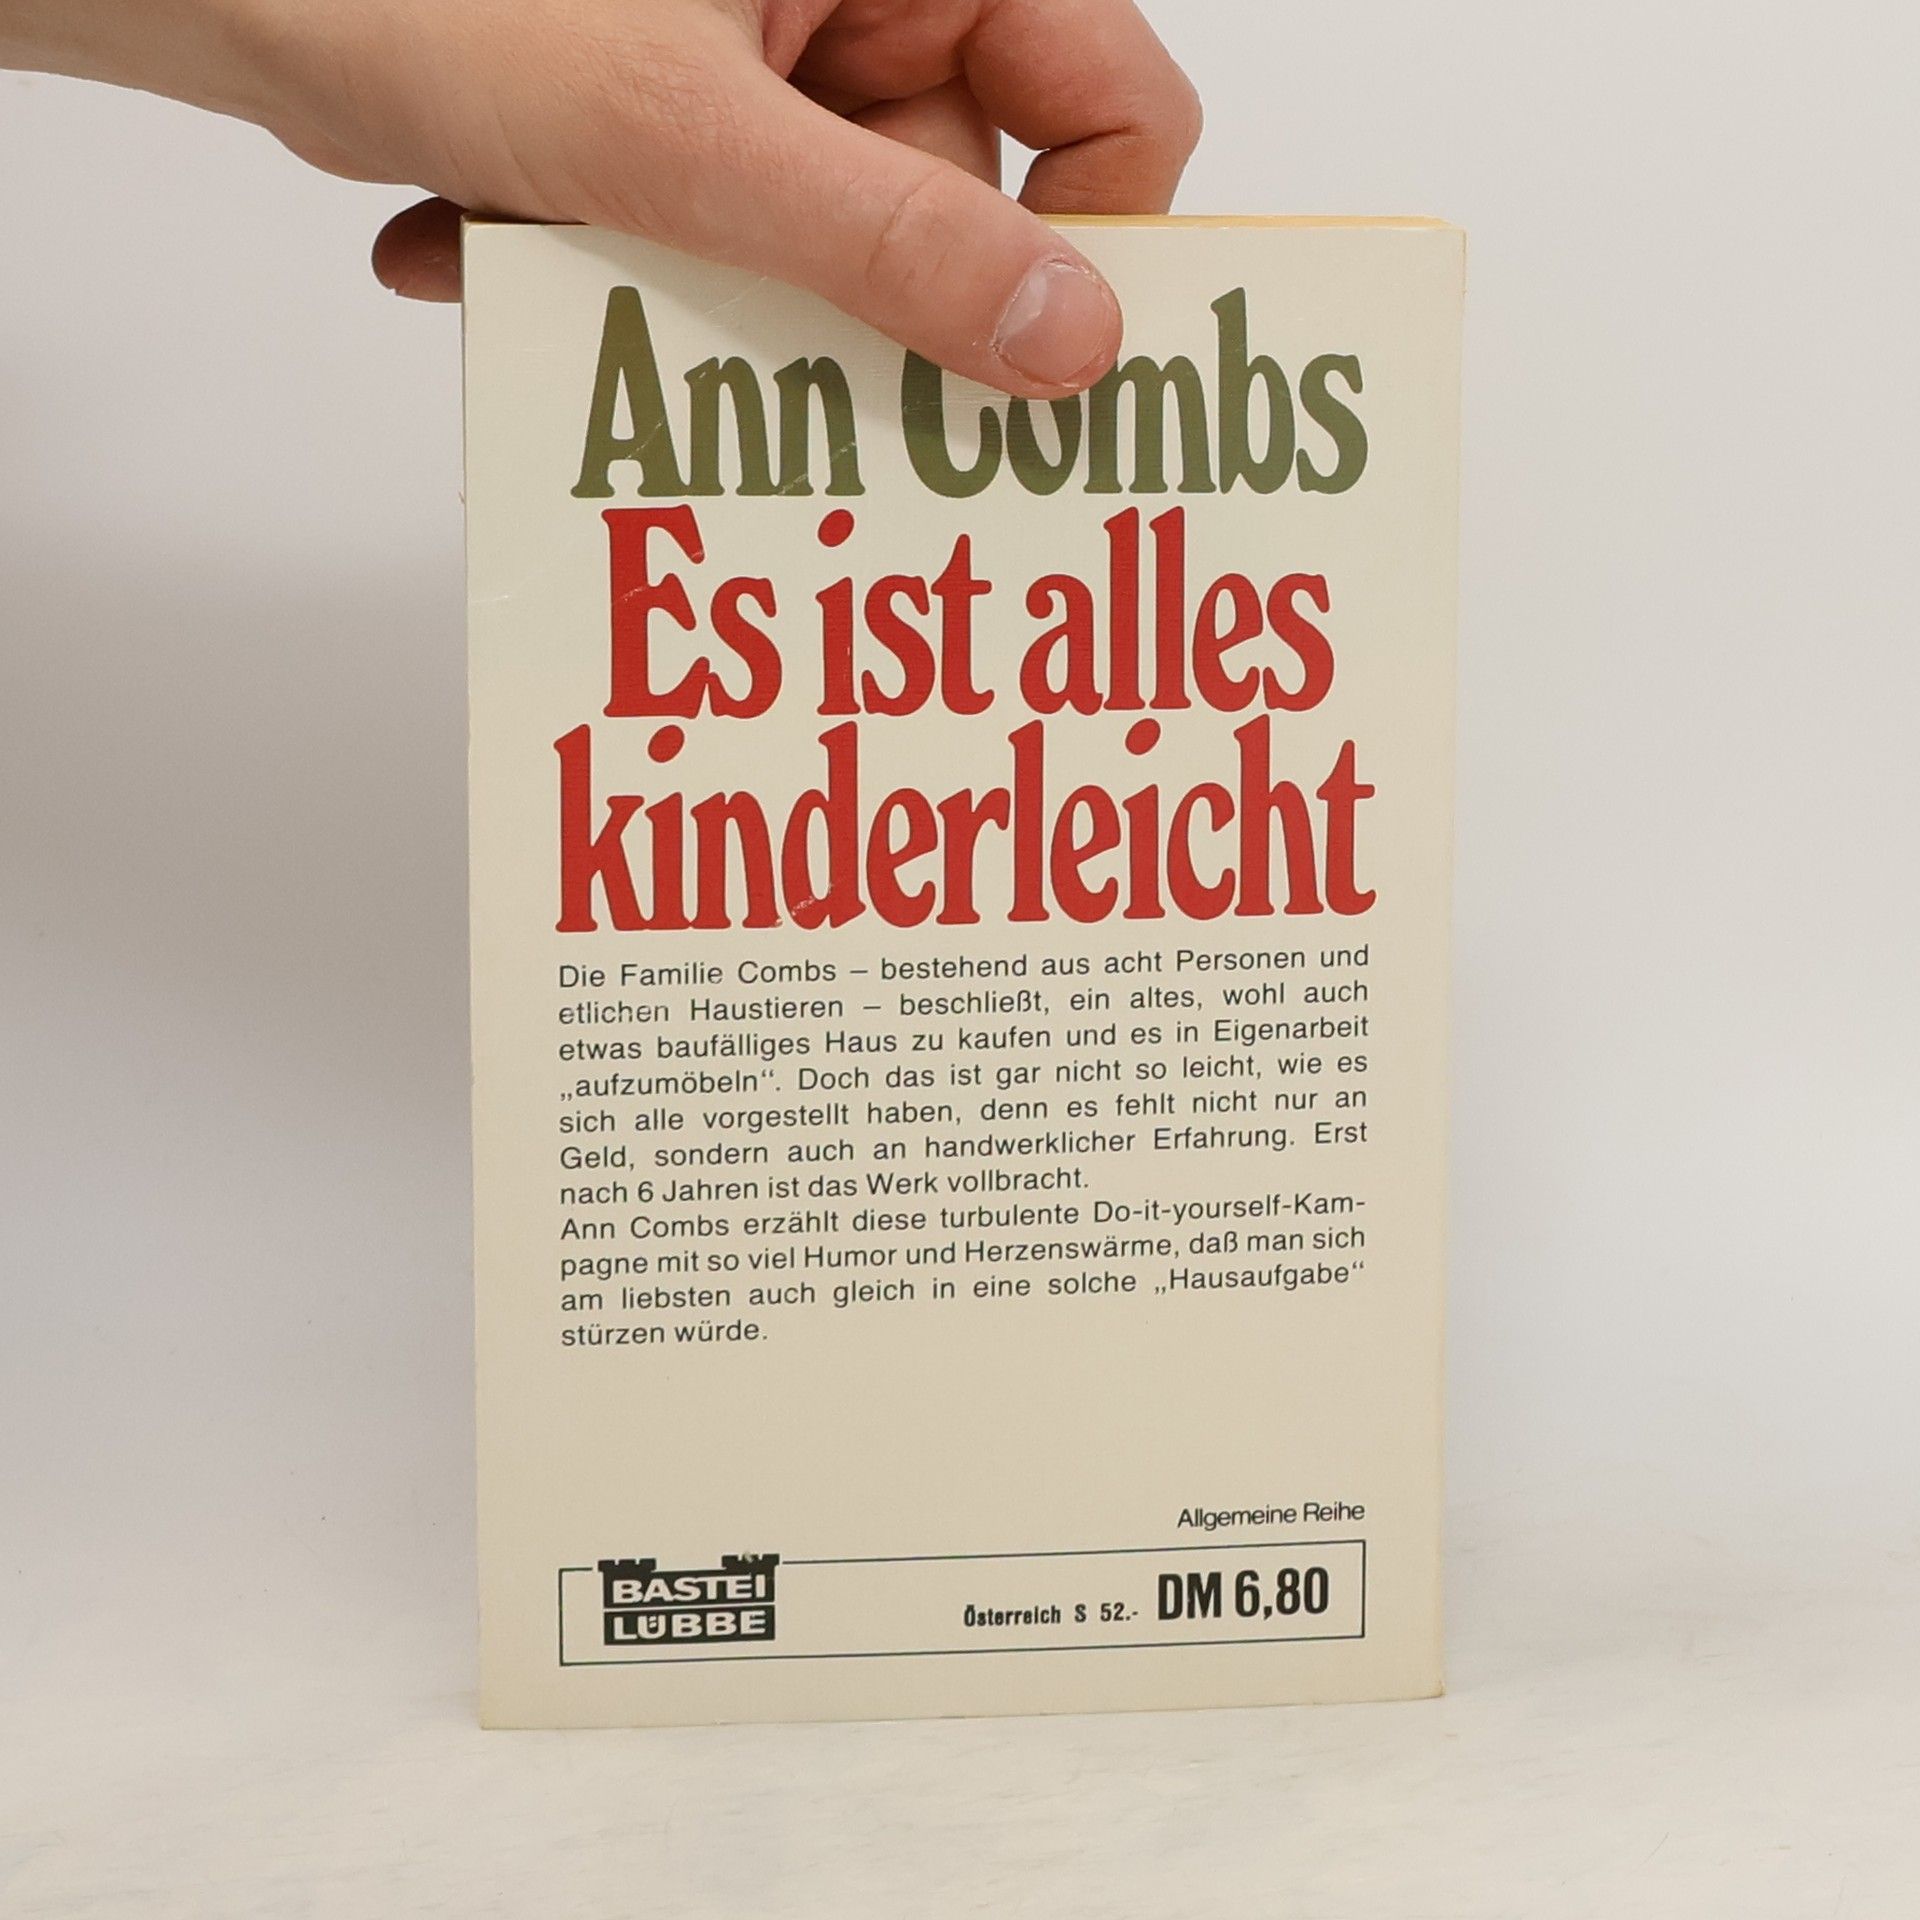 Ann Combs
Es ist alles
kinderleicht
Die Familie Combs – bestehend aus acht Personen und
etlichen Haustieren – beschließt, ein altes, wohl auch
etwas baufälliges Haus zu kaufen und es in Eigenarbeit
„aufzumöbeln“. Doch das ist gar nicht so leicht, wie es
sich alle vorgestellt haben, denn es fehlt nicht nur an
Geld, sondern auch an handwerklicher Erfahrung. Erst
nach 6 Jahren ist das Werk vollbracht.
Ann Combs erzählt diese turbulente Do-it-yourself-Kam-
pagne mit so viel Humor und Herzenswärme, daß man sich
am liebsten auch gleich in eine solche „Hausaufgabe“
stürzen würde.
Allgemeine Reihe
BASTEI
LÜBBE
Österreich S 52.- DM 6,80